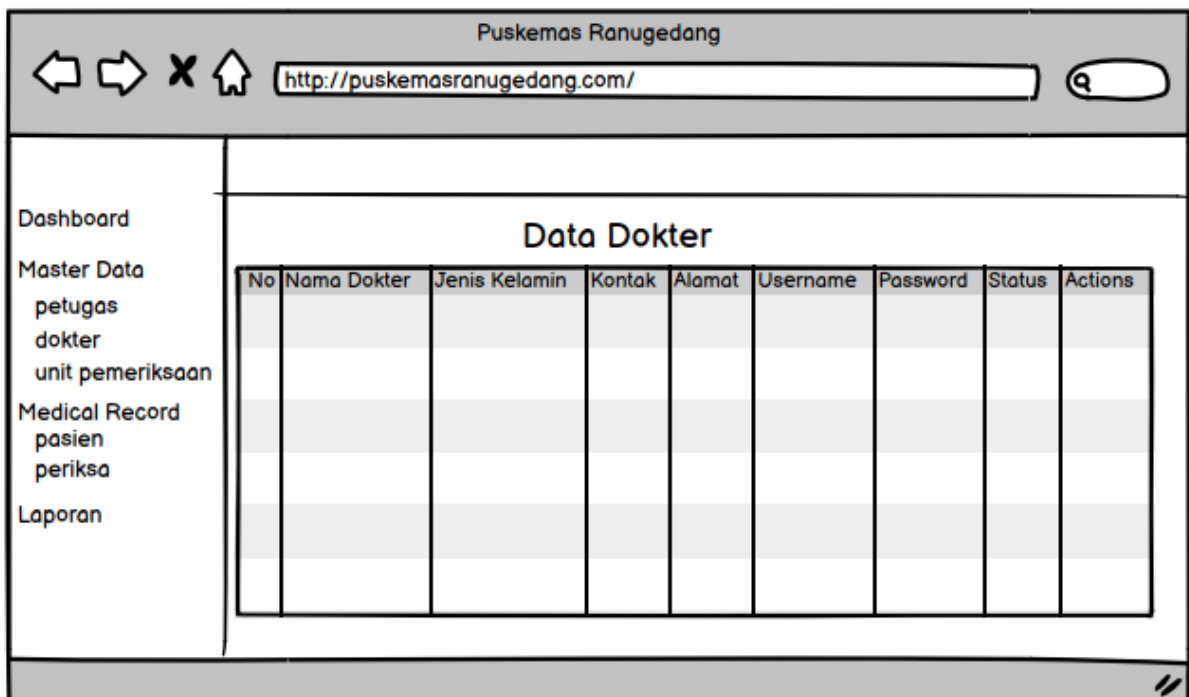 Puskemas Ranugedang
http://puskemasranugedang.com/
Dashboard
Master Data
petugas
dokter
unit pemeriksaan
Medical Record
pasien
periksa
Laporan
Data Dokter
No Nama Dokter Jenis Kelamin Kontak Alamat Username Password Status Actions